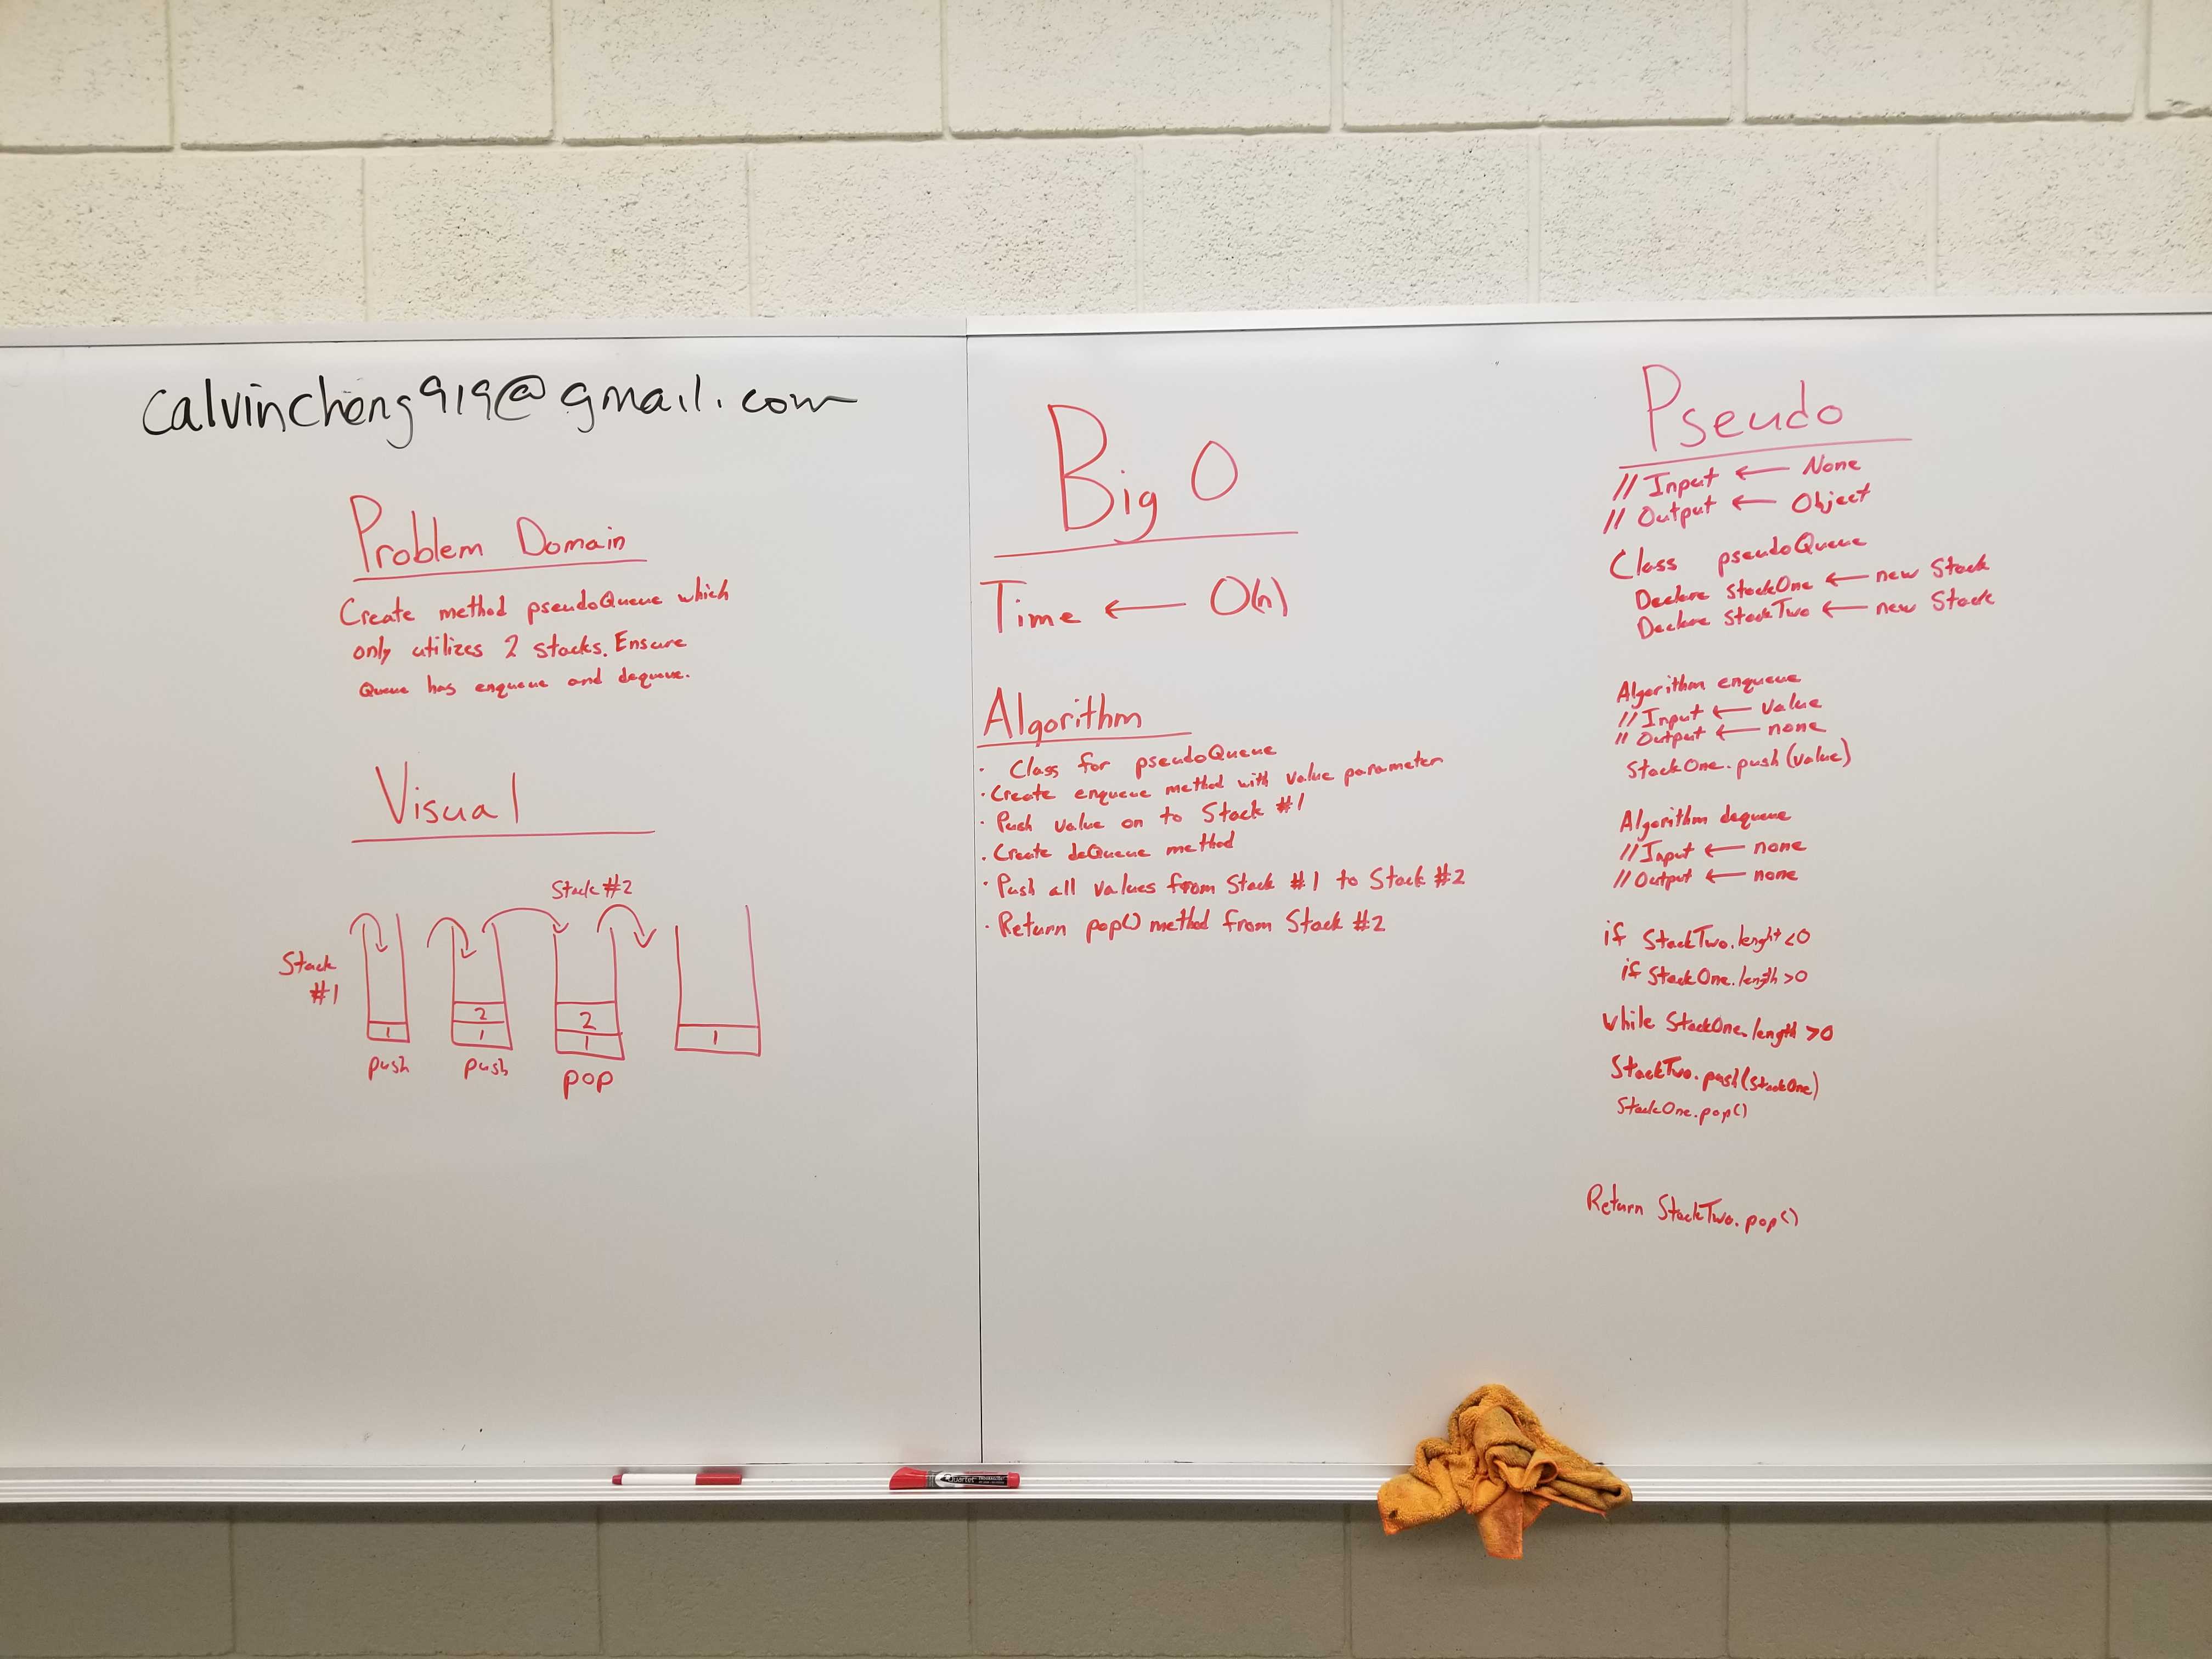 calvincheng919@gmail.com
Problem Domain
Create method pseudoQueue which
only utilizes 2 stacks. Ensure
Queue has enqueue and dequeue.
Visual
Stack #2
Stack
#1
1
2
1
2
1
1
push
push
pop
Big O
Time ← O(n)
Algorithm
· Class for pseudoQueue
· Create enqueue method with value parameter
· Push value on to Stack #1
· Create deQueue method
· Push all values from Stack #1 to Stack #2
· Return pop() method from Stack #2
Pseudo
// Input ← None
// Output ← Object
Class pseudoQueue
Declare StackOne ← new Stack
Declare StackTwo ← new Stack
Algorithm enqueue
// Input ← value
// Output ← none
StackOne.push(value)
Algorithm dequeue
// Input ← none
// Output ← none
if StackTwo.lenght <0
if StackOne.length >0
while StackOne.length >0
StackTwo.push(StackOne)
StackOne.pop()
Return StackTwo.pop()
Quartet